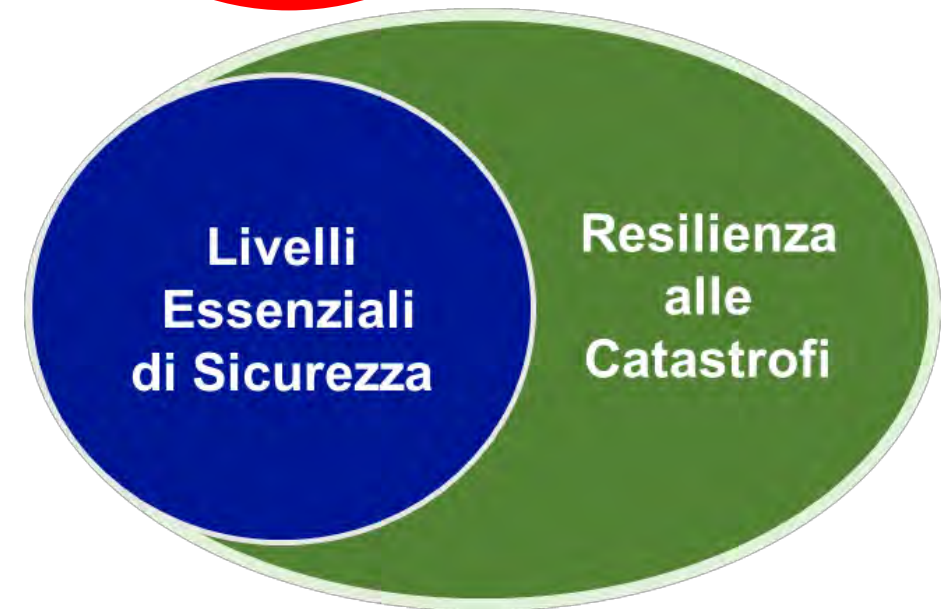 Livelli
Essenziali
di Sicurezza
Resilienza
alle
Catastrofi